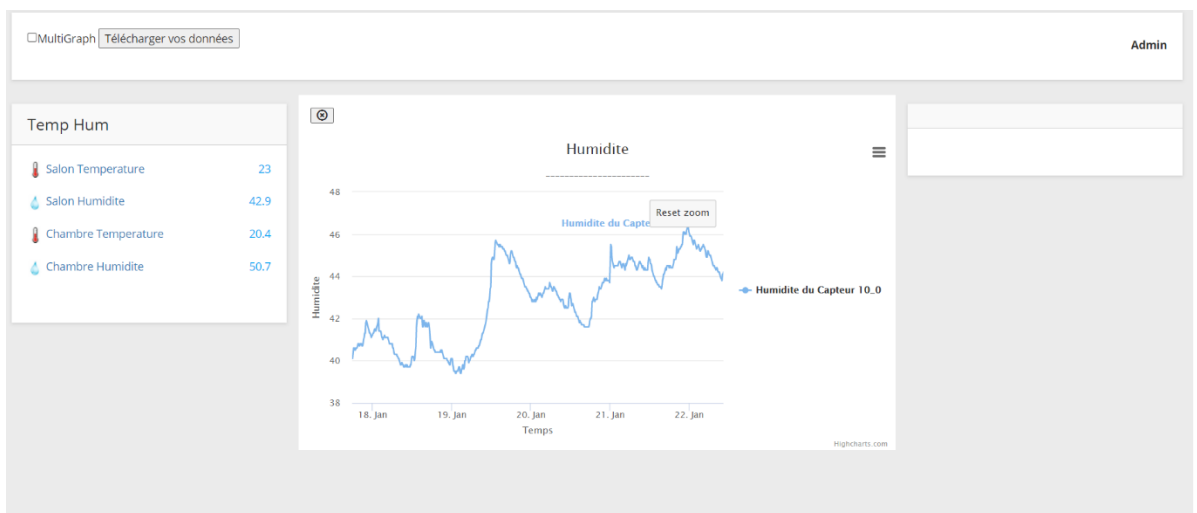 MultiGraph Télécharger vos données
Admin
Temp Hum
Salon Temperature 23
Salon Humidite 42.9
Chambre Temperature 20.4
Chambre Humidite 50.7
Humidite
----------------------
48
46
44
42
40
38
Humidite
Humidite du Capte
Reset zoom
Humidite du Capteur 10_0
18. Jan 19. Jan 20. Jan 21. Jan 22. Jan
Temps
Highcharts.com